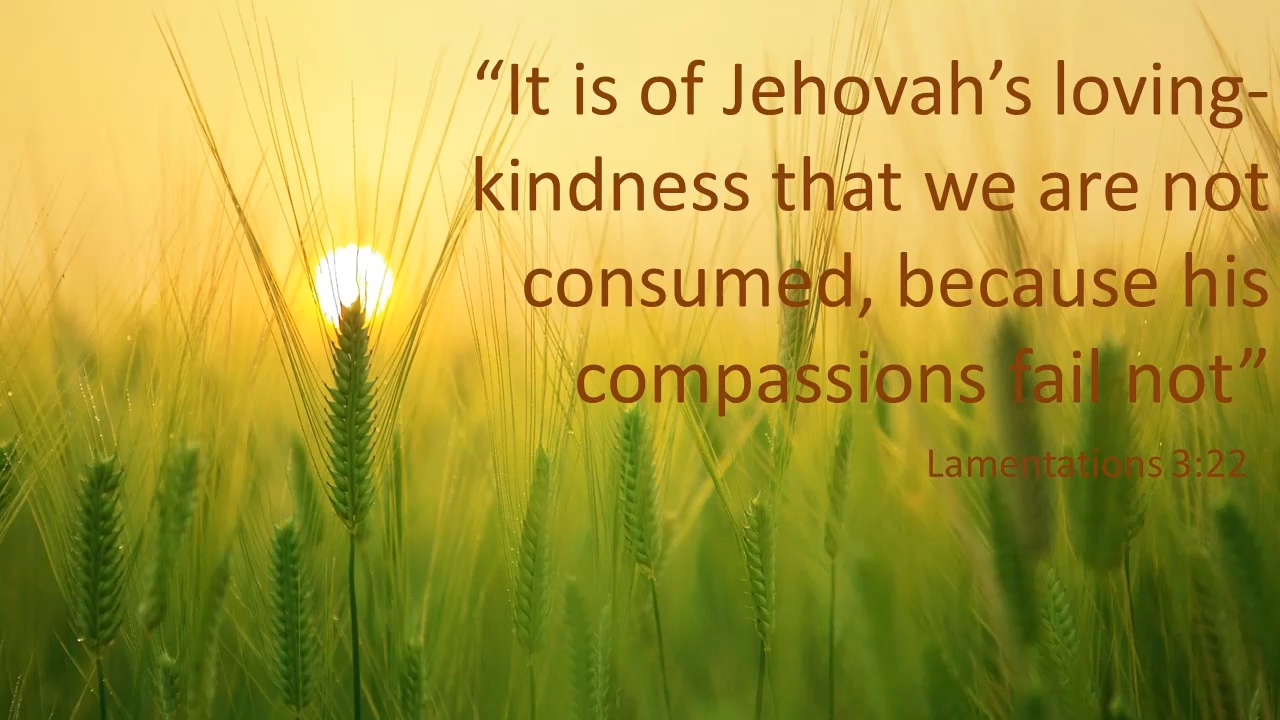 “It is of Jehovah’s loving-
kindness that we are not
consumed, because his
compassions fail not”
Lamentations 3:22